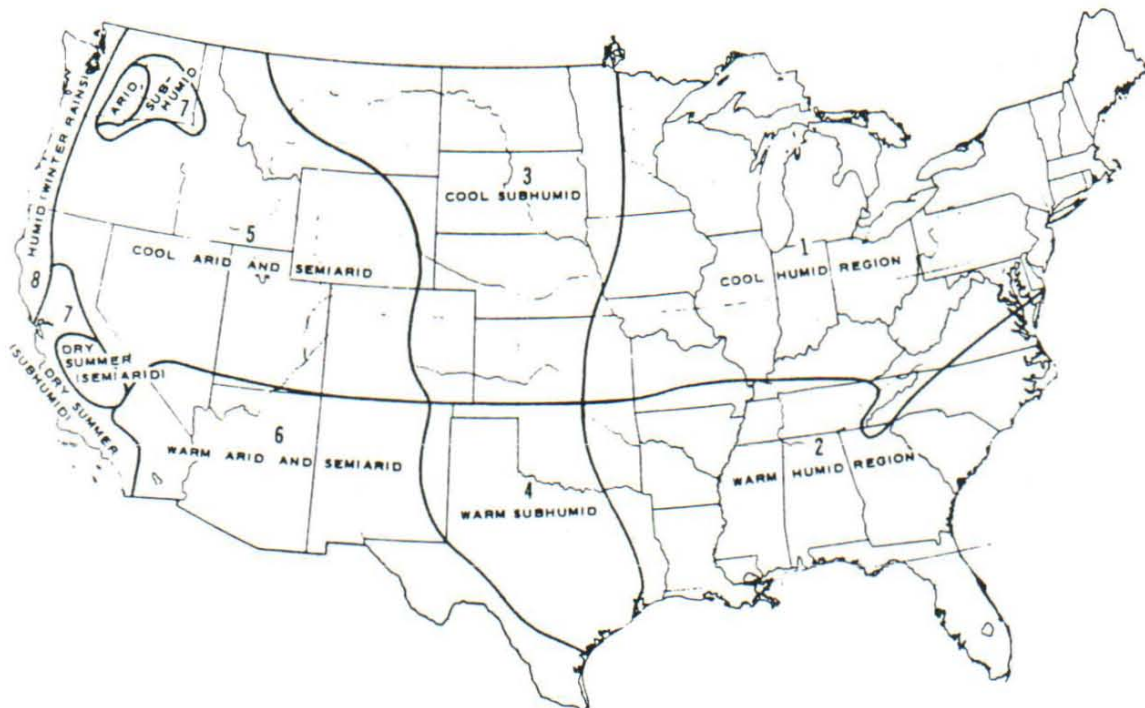 HUMID (WINTER RAINS)
ARID
SUB-
HUMID
7
3
COOL SUBHUMID
5
COOL ARID AND SEMIARID
1
COOL HUMID REGION
8
7
DRY
SUMMER
(SEMIARID)
(DRY SUMMER
(SUBHUMID)
6
WARM ARID AND SEMIARID
4
WARM SUBHUMID
2
WARM HUMID REGION